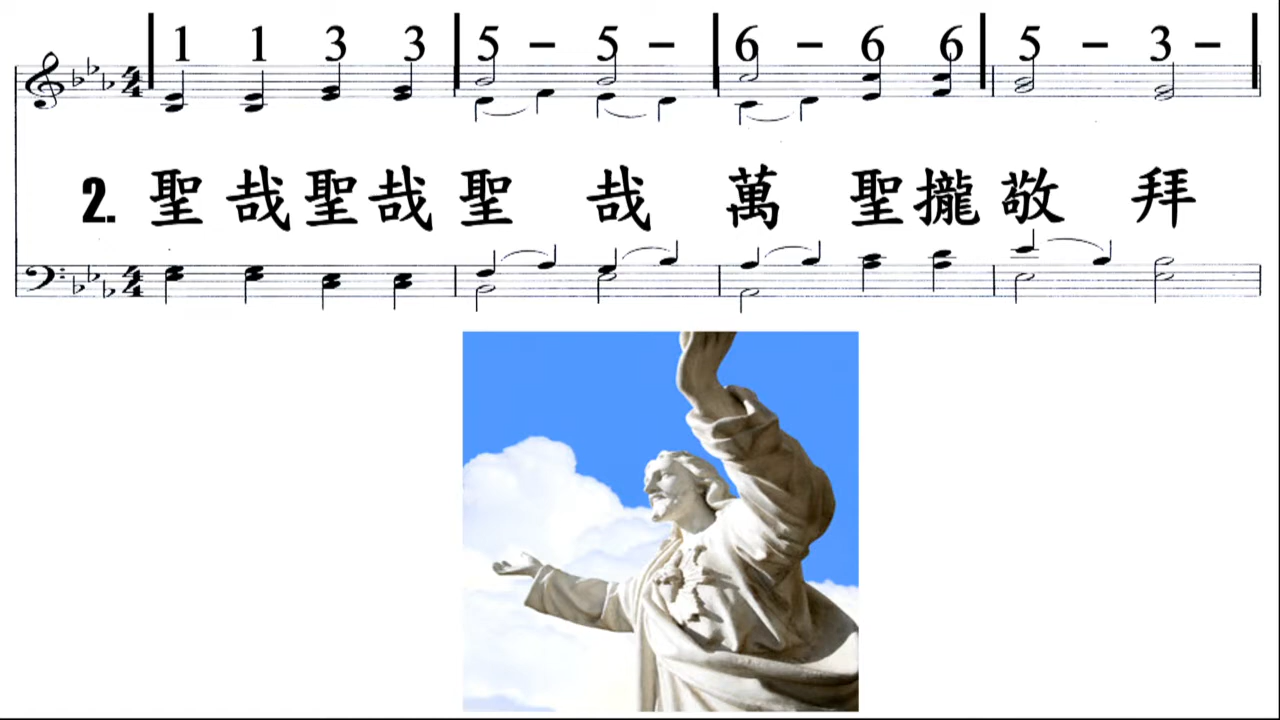 1 1 3 3 5 – 5 – 6 – 6 6 5 – 3 –
2. 聖哉聖哉聖 哉 萬 聖攏敬 拜